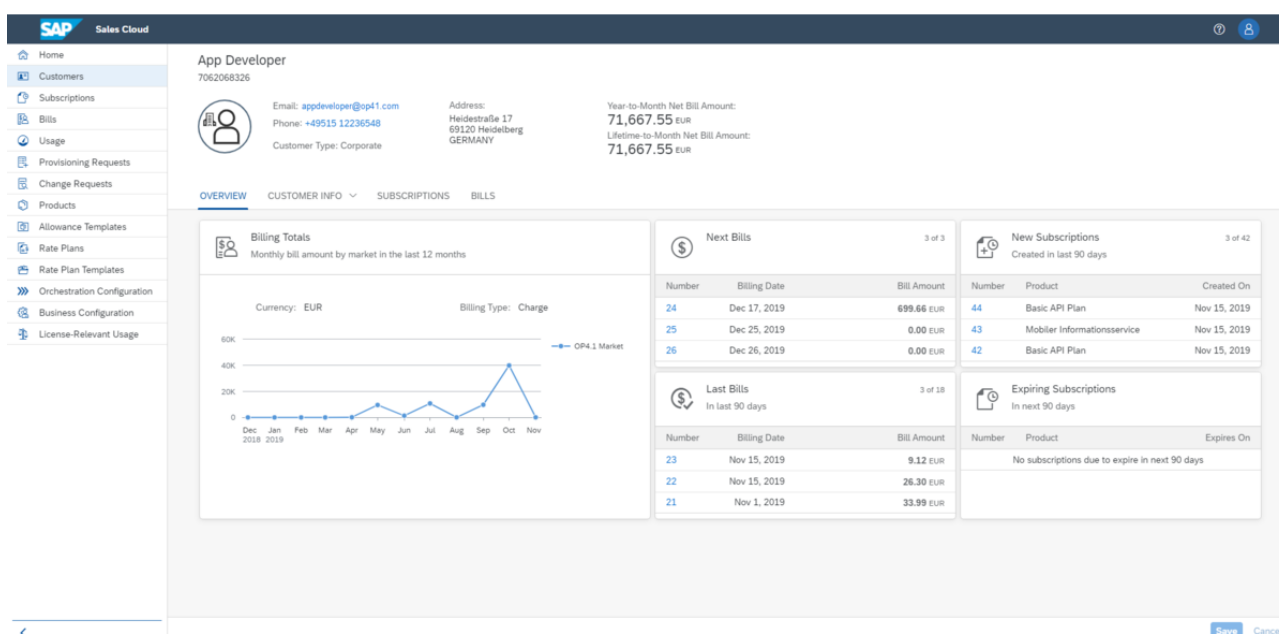 SAP Sales Cloud
Home
Customers
Subscriptions
Bills
Usage
Provisioning Requests
Change Requests
Products
Allowance Templates
Rate Plans
Rate Plan Templates
Orchestration Configuration
Business Configuration
License-Relevant Usage
App Developer
7062068326
Email: appdeveloper@op41.com
Phone: +49515 12236548
Customer Type: Corporate
Address:
Heidestraße 17
69120 Heidelberg
GERMANY
Year-to-Month Net Bill Amount:
71,667.55 EUR
Lifetime-to-Month Net Bill Amount:
71,667.55 EUR
OVERVIEW CUSTOMER INFO SUBSCRIPTIONS BILLS
Billing Totals
Monthly bill amount by market in the last 12 months
Currency: EUR Billing Type: Charge
60K
40K
20K
0
OP4.1 Market
Dec Jan Feb Mar Apr May Jun Jul Aug Sep Oct Nov
2018 2019
Next Bills 3 of 3
Number Billing Date Bill Amount
24 Dec 17, 2019 699.66 EUR
25 Dec 25, 2019 0.00 EUR
26 Dec 26, 2019 0.00 EUR
New Subscriptions 3 of 42
Created in last 90 days
Number Product Created On
44 Basic API Plan Nov 15, 2019
43 Mobiler Informationsservice Nov 15, 2019
42 Basic API Plan Nov 15, 2019
Last Bills 3 of 18
In last 90 days
Number Billing Date Bill Amount
23 Nov 15, 2019 9.12 EUR
22 Nov 15, 2019 26.30 EUR
21 Nov 1, 2019 33.99 EUR
Expiring Subscriptions
In next 90 days
Number Product Expires On
No subscriptions due to expire in next 90 days
Save Cance